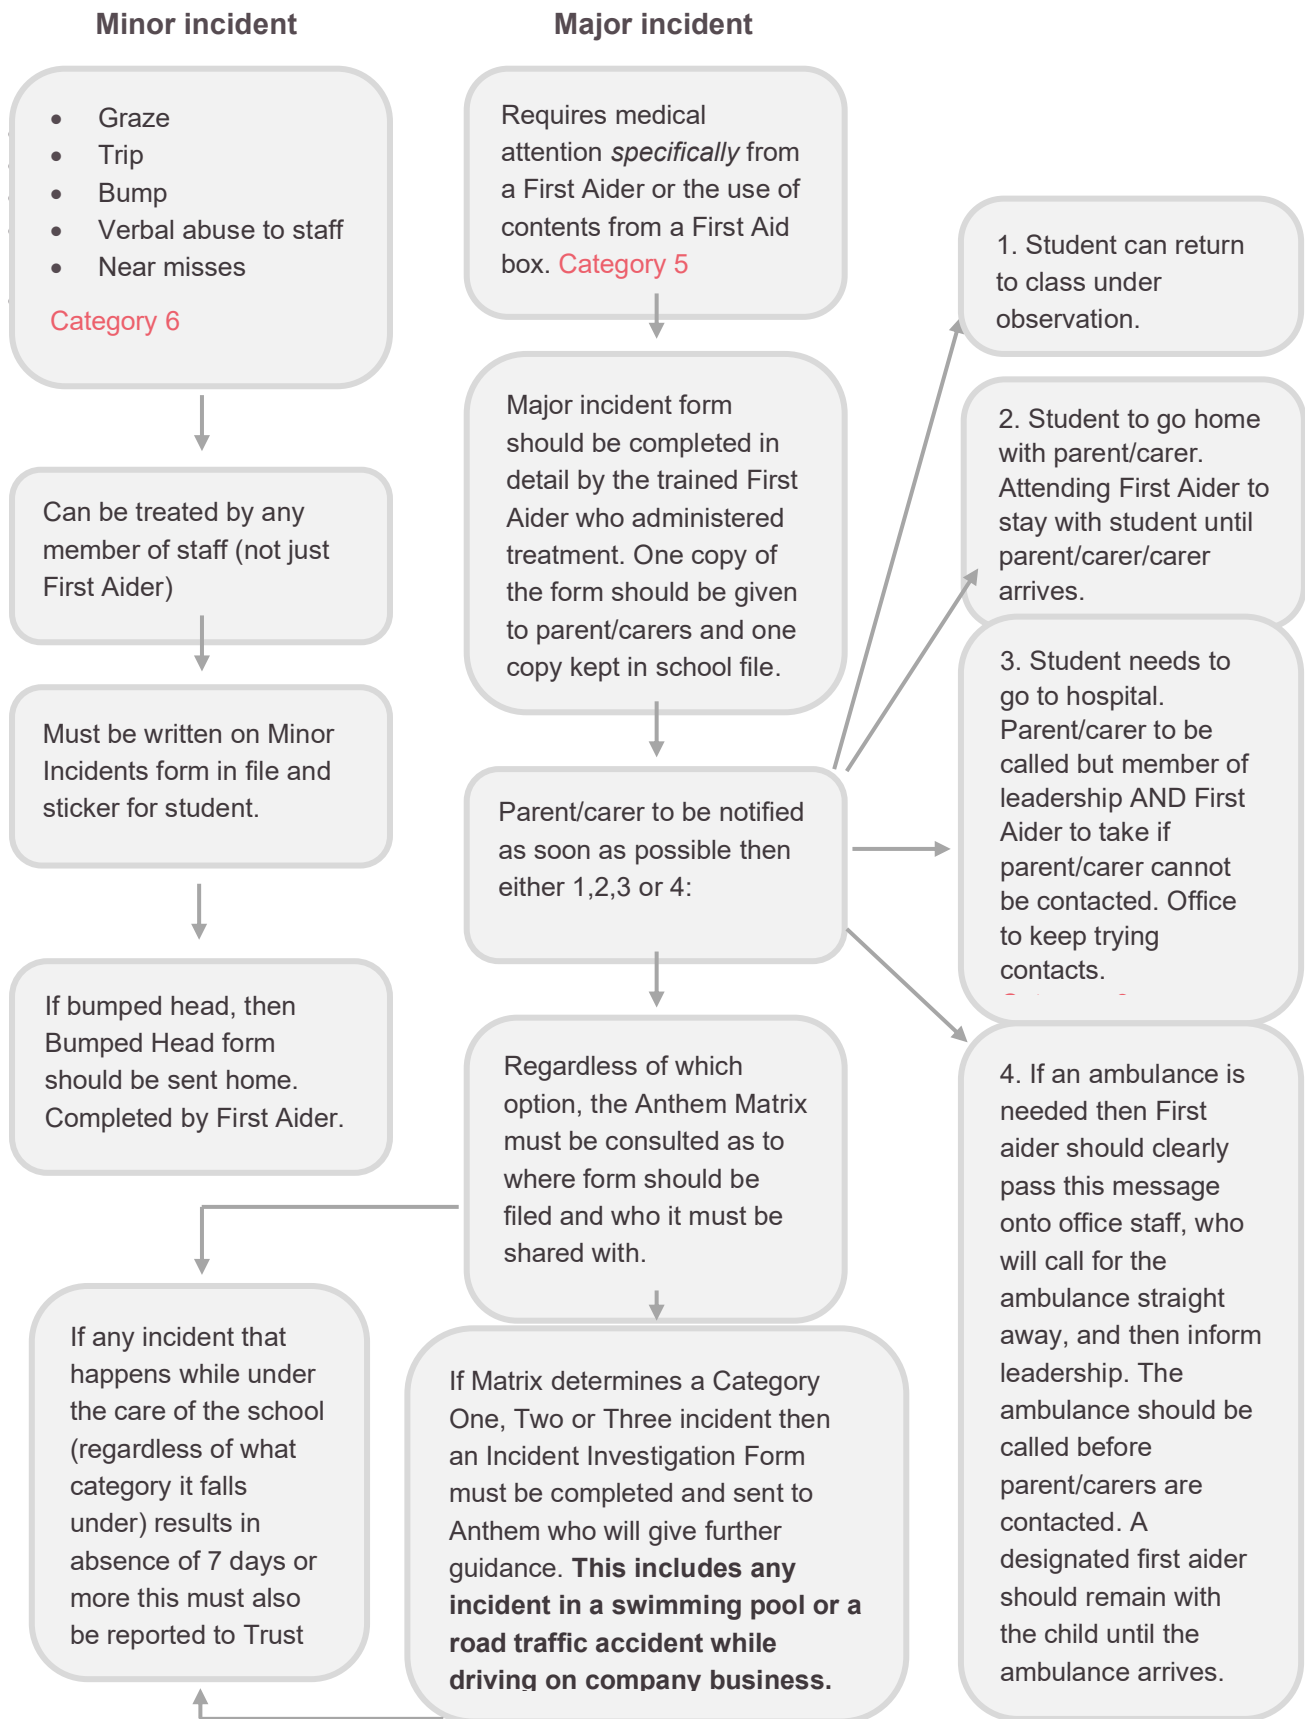 Minor incident
Graze
Trip
Bump
Verbal abuse to staff
Near misses
Category 6
Can be treated by any
member of staff (not just
First Aider)
Must be written on Minor
Incidents form in file and
sticker for student.
If bumped head, then
Bumped Head form
should be sent home.
Completed by First Aider.
If any incident that
happens while under
the care of the school
(regardless of what
category it falls
under) results in
absence of 7 days or
more this must also
be reported to Trust
Major incident
Requires medical
attention specifically from
a First Aider or the use of
contents from a First Aid
box. Category 5
Major incident form
should be completed in
detail by the trained First
Aider who administered
treatment. One copy of
the form should be given
to parent/carers and one
copy kept in school file.
Parent/carer to be notified
as soon as possible then
either 1,2,3 or 4:
Regardless of which
option, the Anthem Matrix
must be consulted as to
where form should be
filed and who it must be
shared with.
If Matrix determines a Category
One, Two or Three incident then
an Incident Investigation Form
must be completed and sent to
Anthem who will give further
guidance. This includes any
incident in a swimming pool or a
road traffic accident while
driving on company business.
1. Student can return
to class under
observation.
2. Student to go home
with parent/carer.
Attending First Aider to
stay with student until
parent/carer/carer
arrives.
3. Student needs to
go to hospital.
Parent/carer to be
called but member of
leadership AND First
Aider to take if
parent/carer cannot
be contacted. Office
to keep trying
contacts.
4. If an ambulance is
needed then First
aider should clearly
pass this message
onto office staff, who
will call for the
ambulance straight
away, and then inform
leadership. The
ambulance should be
called before
parent/carers are
contacted. A
designated first aider
should remain with
the child until the
ambulance arrives.